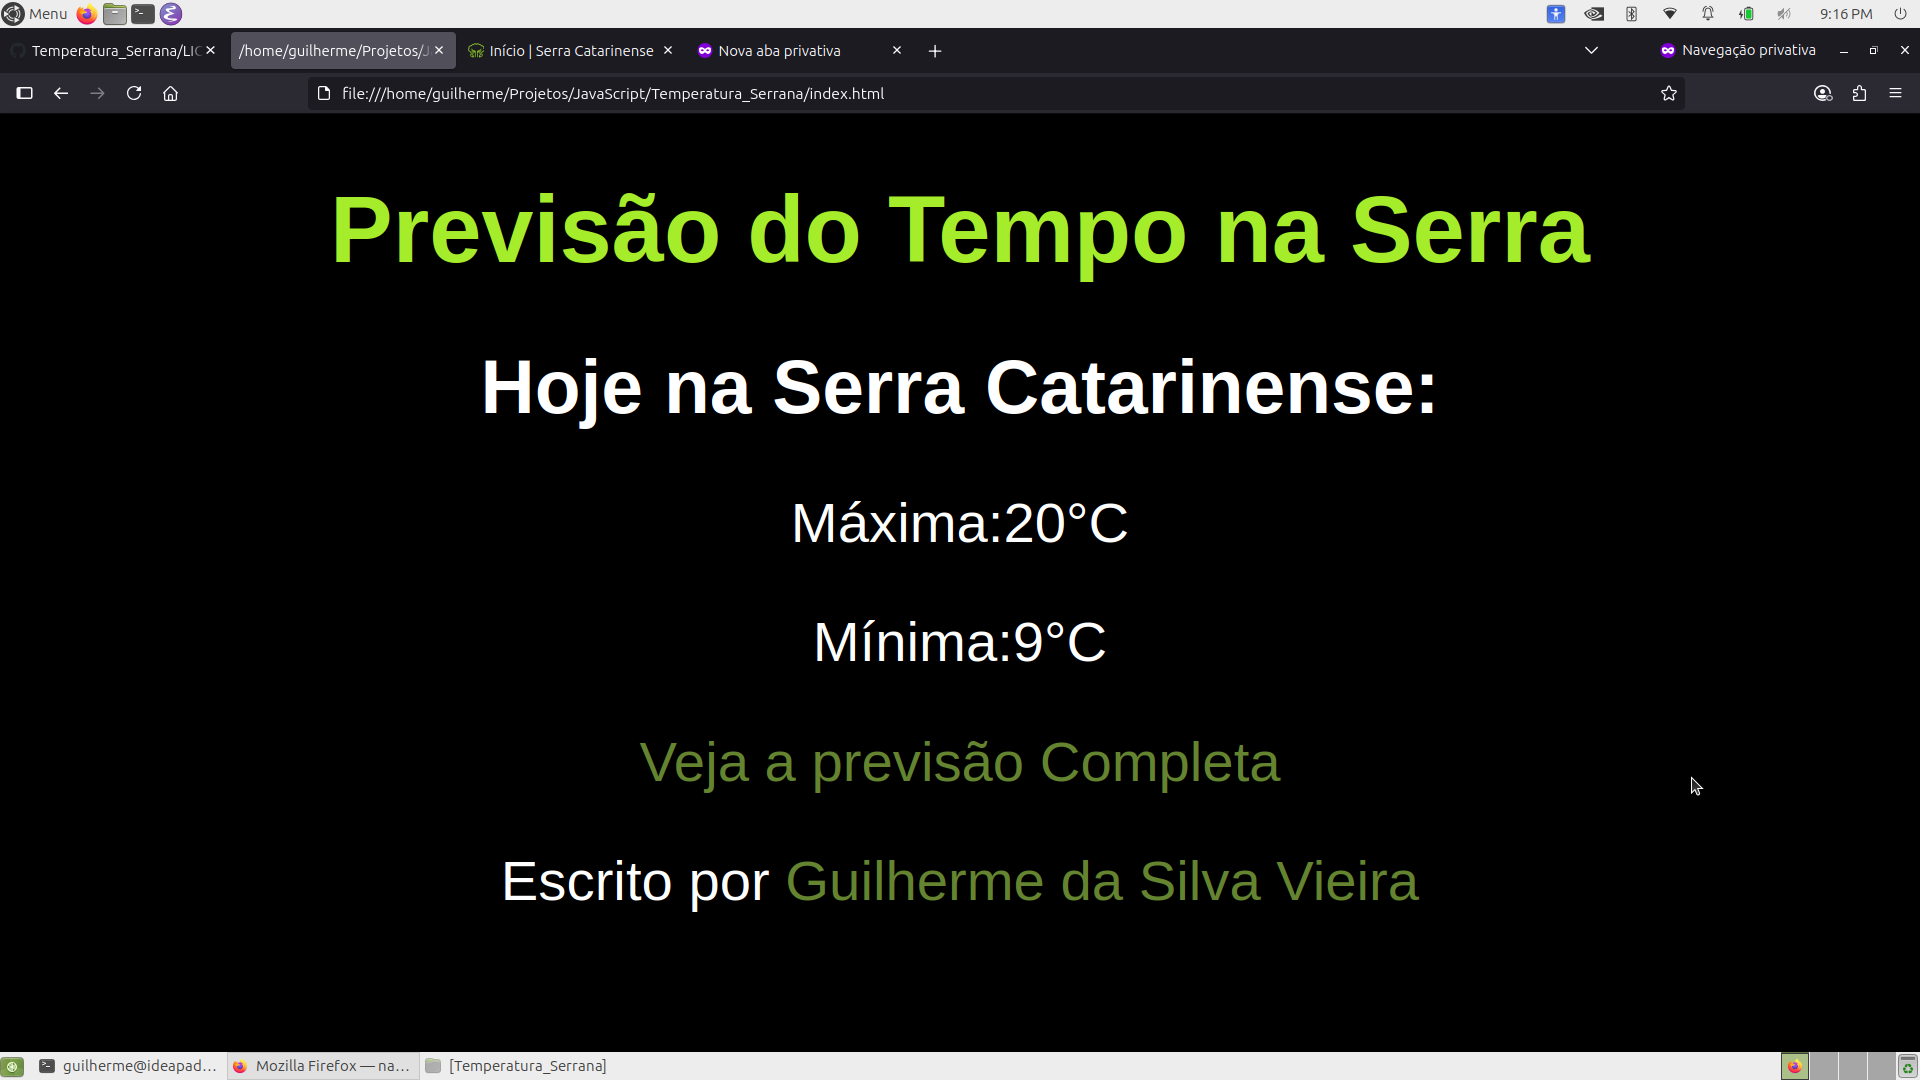 Menu
9:16 PM
Temperatura_Serrana/LIC
/home/guilherme/Projetos/J
Início | Serra Catarinense
Nova aba privativa
Navegação privativa
file:///home/guilherme/Projetos/JavaScript/Temperatura_Serrana/index.html
Previsão do Tempo na Serra
Hoje na Serra Catarinense:
Máxima:20°C
Mínima:9°C
Veja a previsão Completa
Escrito por Guilherme da Silva Vieira
guilherme@ideapad...
Mozilla Firefox — na...
[Temperatura_Serrana]